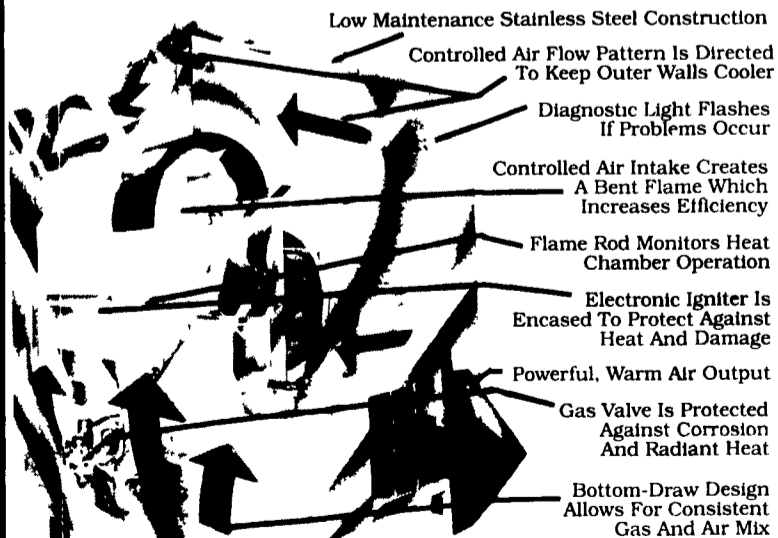 Low Maintenance Stainless Steel Construction
Controlled Air Flow Pattern Is Directed
To Keep Outer Walls Cooler
Diagnostic Light Flashes
If Problems Occur
Controlled Air Intake Creates
A Bent Flame Which
Increases Efficiency
Flame Rod Monitors Heat
Chamber Operation
Electronic Igniter Is
Encased To Protect Against
Heat And Damage
Powerful, Warm Air Output
Gas Valve Is Protected
Against Corrosion
And Radiant Heat
Bottom-Draw Design
Allows For Consistent
Gas And Air Mix